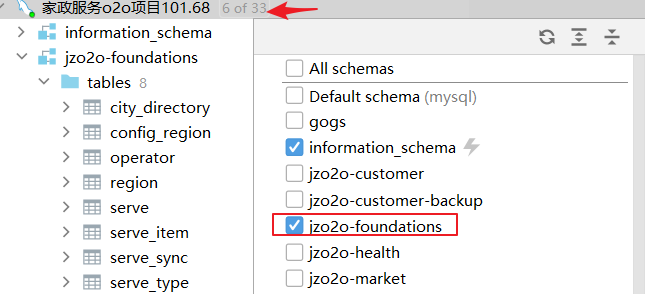 家政服务o2o项目101.68 6 of 33
information_schema
jzo2o-foundations
tables 8
city_directory
config_region
operator
region
serve
serve_item
serve_sync
serve_type
All schemas
Default schema (mysql)
gogs
information_schema
jzo2o-customer
jzo2o-customer-backup
jzo2o-foundations
jzo2o-health
jzo2o-market